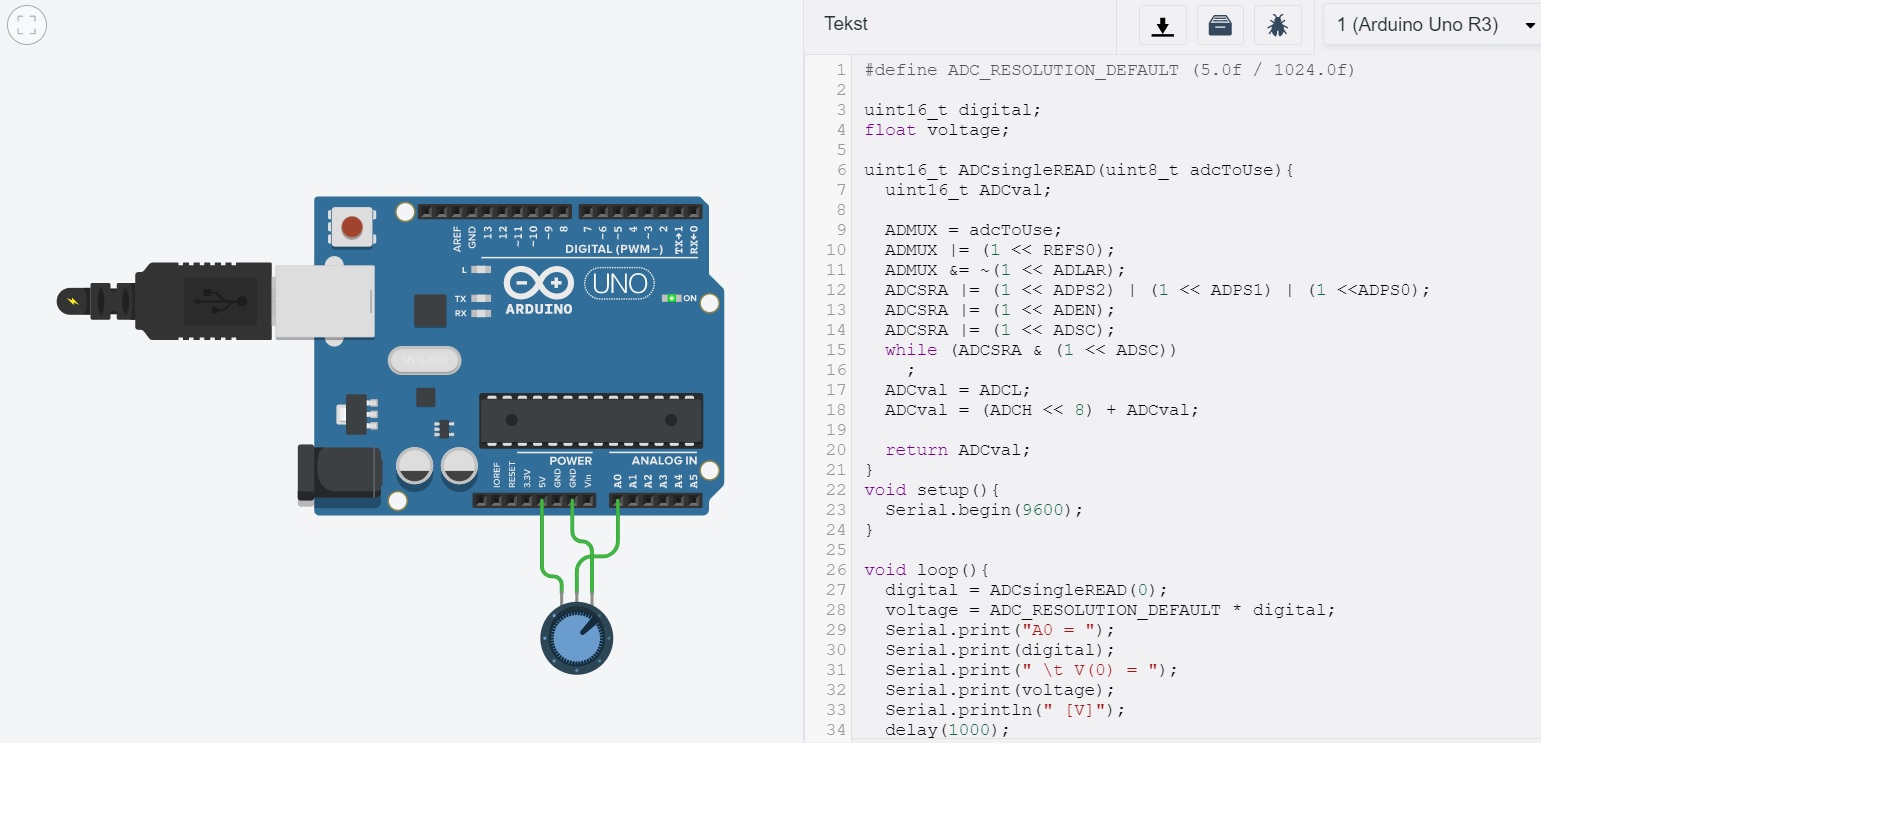 Tekst
1 (Arduino Uno R3)
AREF
GND
13
12
~11
~10
~9
8
7
~6
~5
4
~3
2
TX→1
RX←0
DIGITAL (PWM~)
L
TX
RX
UNO
ARDUINO
ON
POWER
ANALOG IN
IOREF
RESET
3.3V
5V
GND
GND
Vin
A0
A1
A2
A3
A4
A5
1 #define ADC_RESOLUTION_DEFAULT (5.0f / 1024.0f)
2
3 uint16_t digital;
4 float voltage;
5
6 uint16_t ADCsingleREAD(uint8_t adcToUse){
7   uint16_t ADCval;
8
9   ADMUX = adcToUse;
10   ADMUX |= (1 << REFS0);
11   ADMUX &= ~(1 << ADLAR);
12   ADCSRA |= (1 << ADPS2) | (1 << ADPS1) | (1 <<ADPS0);
13   ADCSRA |= (1 << ADEN);
14   ADCSRA |= (1 << ADSC);
15   while (ADCSRA & (1 << ADSC))
16     ;
17   ADCval = ADCL;
18   ADCval = (ADCH << 8) + ADCval;
19
20   return ADCval;
21 }
22 void setup(){
23   Serial.begin(9600);
24 }
25
26 void loop(){
27   digital = ADCsingleREAD(0);
28   voltage = ADC_RESOLUTION_DEFAULT * digital;
29   Serial.print("A0 = ");
30   Serial.print(digital);
31   Serial.print(" \t V(0) = ");
32   Serial.print(voltage);
33   Serial.println(" [V]");
34   delay(1000);